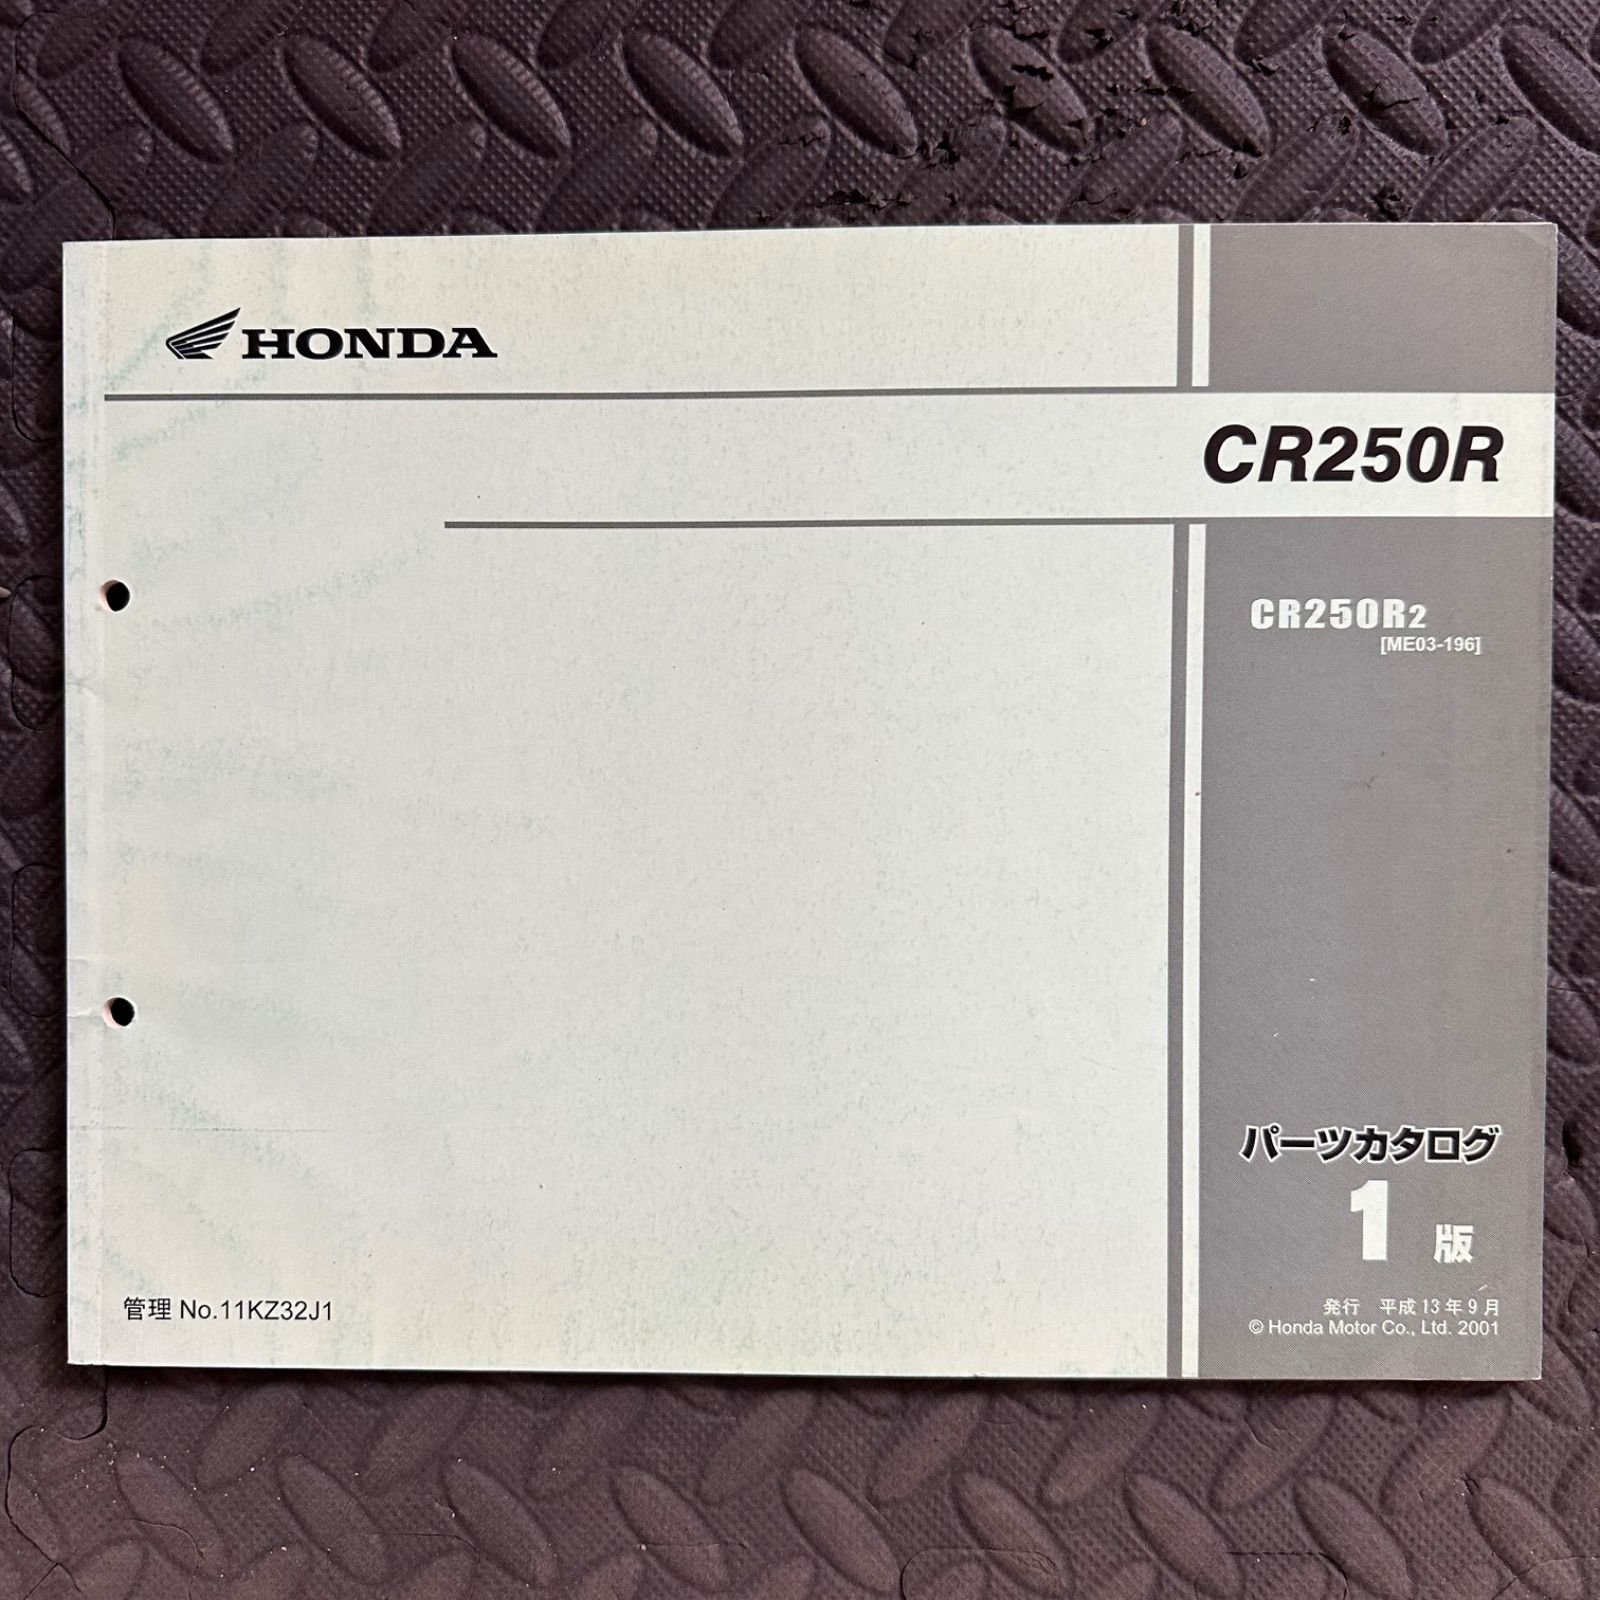 HONDA
CR250R
CR250R2
[ME03-196]
パーツカタログ
1 版
管理 No.11KZ32J1
発行 平成 13 年 9 月
© Honda Motor Co., Ltd. 2001